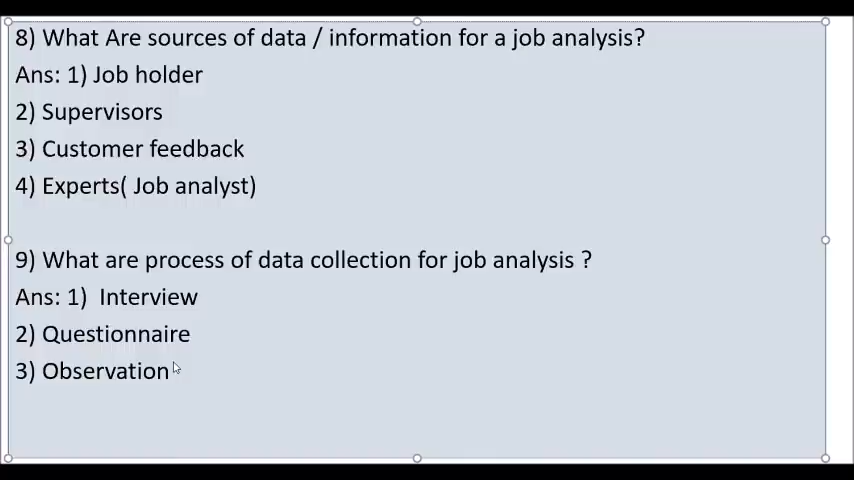 8) What Are sources of data / information for a job analysis?
Ans: 1) Job holder
2) Supervisors
3) Customer feedback
4) Experts( Job analyst)
9) What are process of data collection for job analysis ?
Ans: 1)  Interview
2) Questionnaire
3) Observation